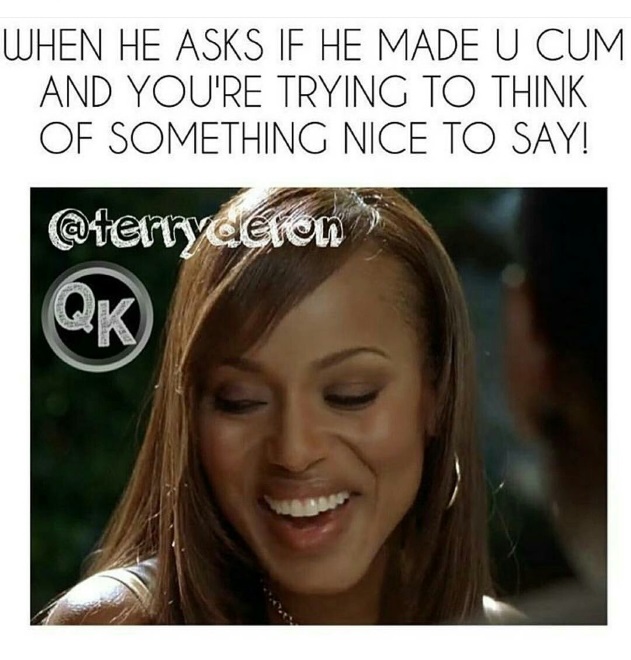 WHEN HE ASKS IF HE MADE U CUM
AND YOU'RE TRYING TO THINK
OF SOMETHING NICE TO SAY!
@terryderon
QK